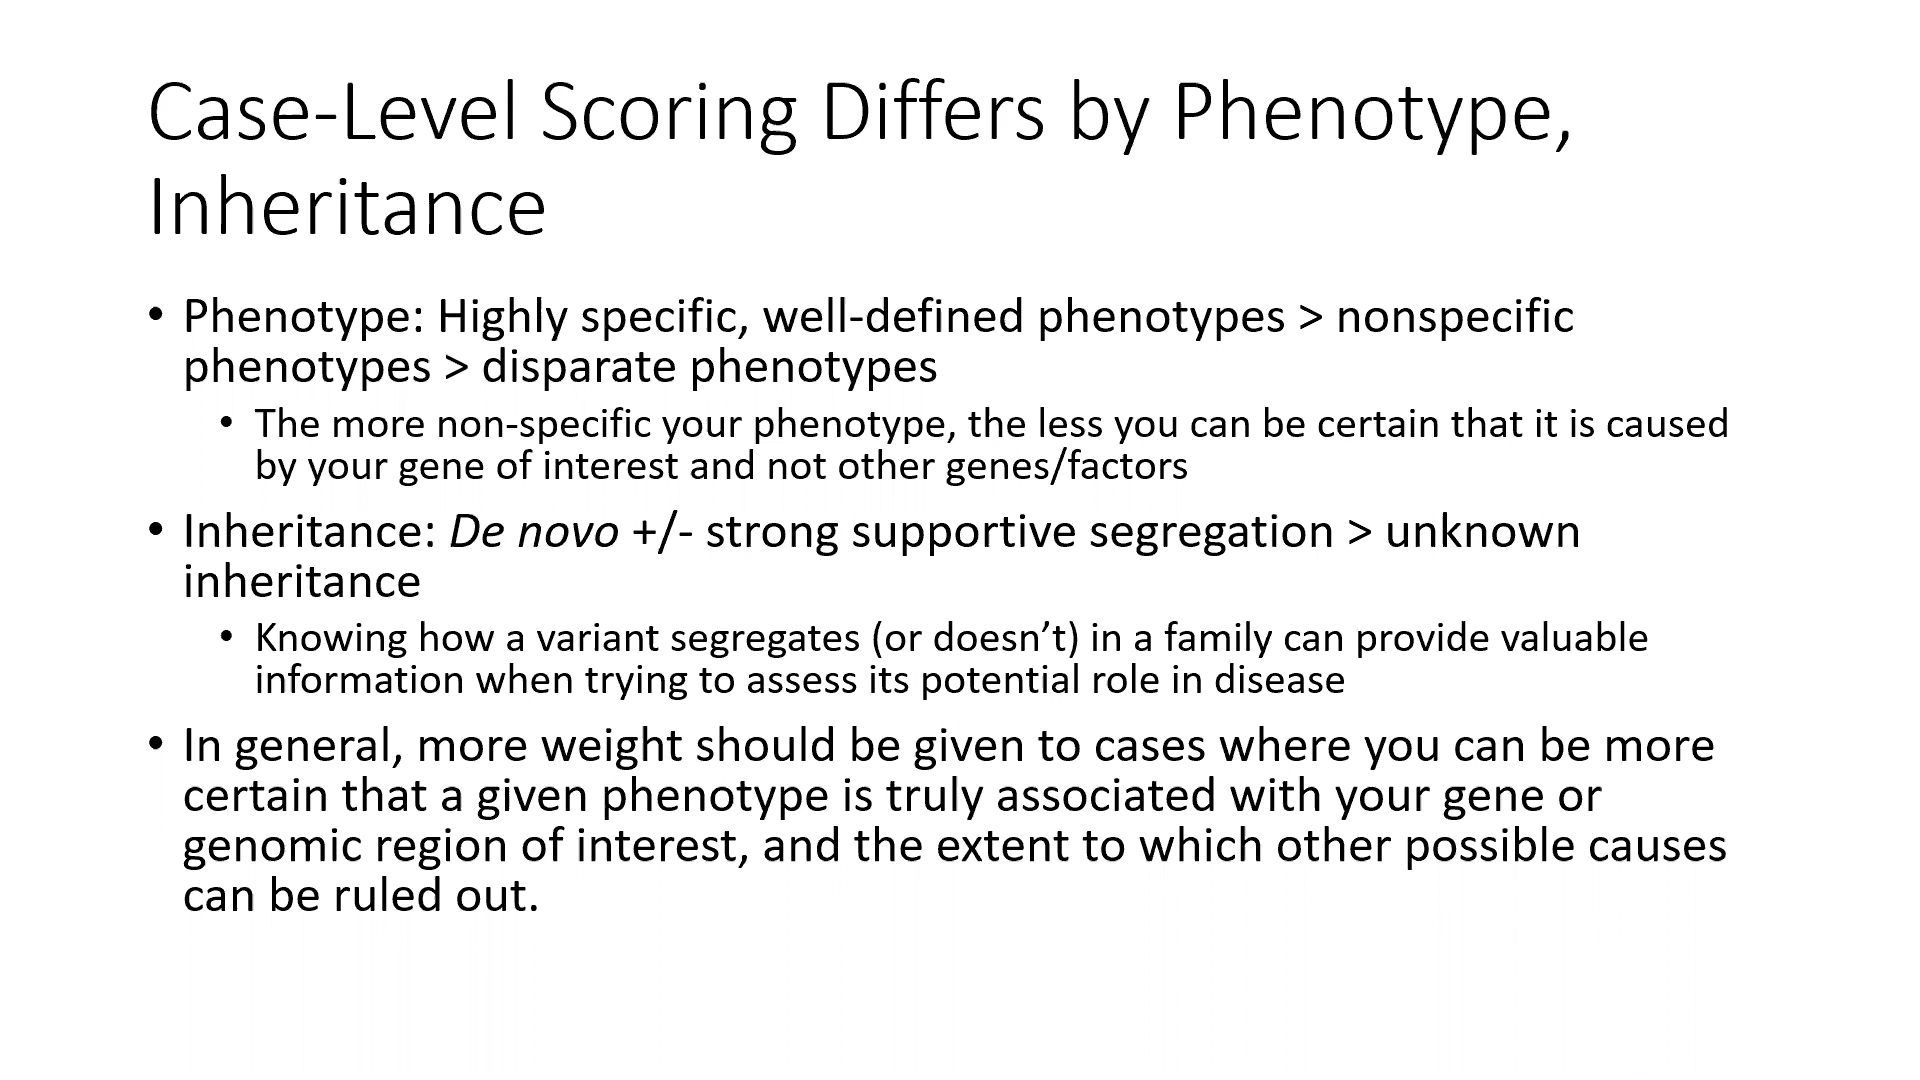 Case-Level Scoring Differs by Phenotype,
Inheritance
• Phenotype: Highly specific, well-defined phenotypes > nonspecific
phenotypes > disparate phenotypes
• The more non-specific your phenotype, the less you can be certain that it is caused
by your gene of interest and not other genes/factors
• Inheritance: De novo +/- strong supportive segregation > unknown
inheritance
• Knowing how a variant segregates (or doesn’t) in a family can provide valuable
information when trying to assess its potential role in disease
• In general, more weight should be given to cases where you can be more
certain that a given phenotype is truly associated with your gene or
genomic region of interest, and the extent to which other possible causes
can be ruled out.